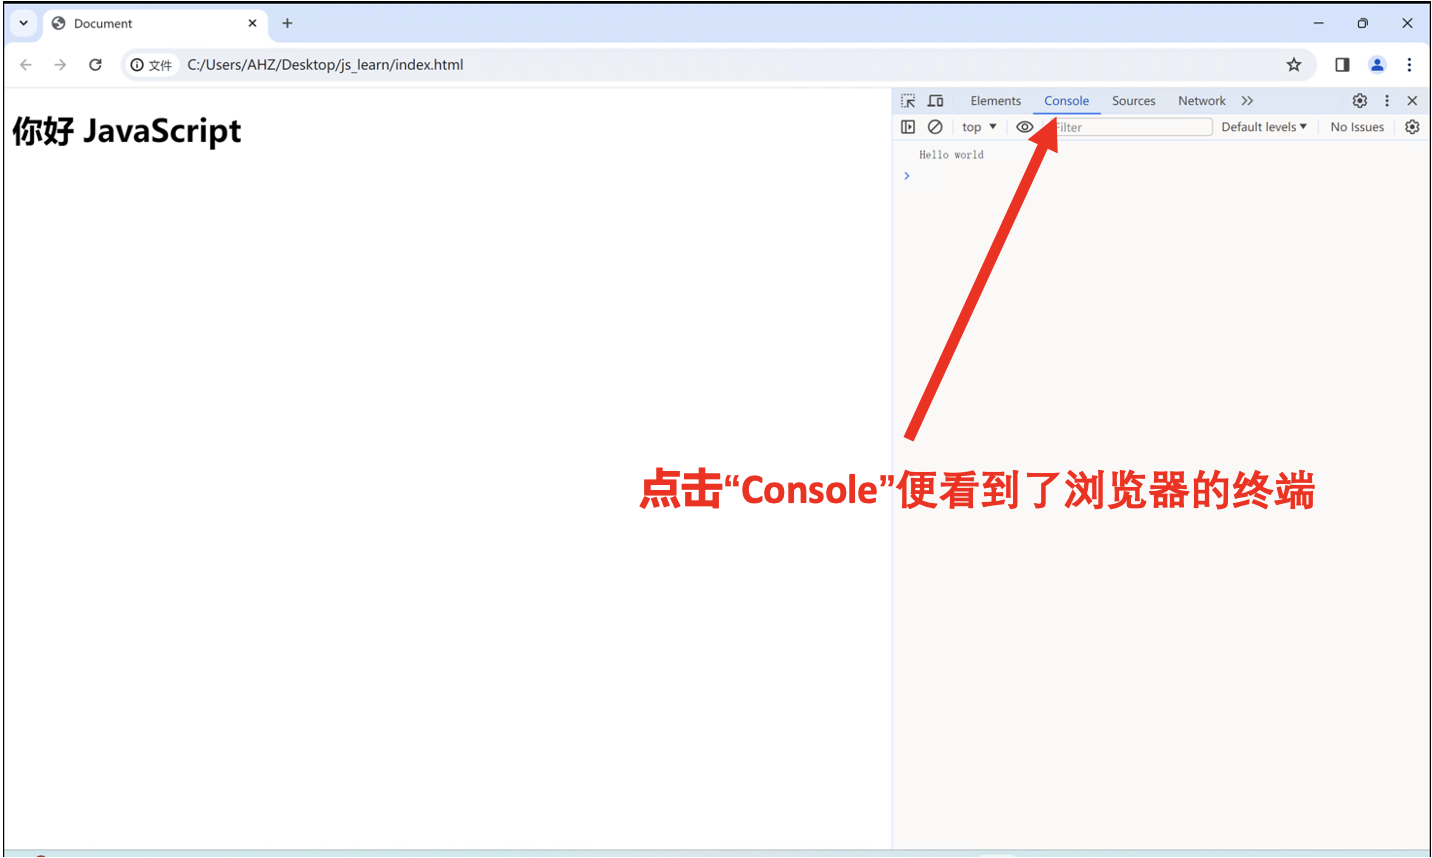 Document
文件 C:/Users/AHZ/Desktop/js_learn/index.html
你好 JavaScript
Elements Console Sources Network
top Filter Default levels No Issues
Hello world
点击“Console”便看到了浏览器的终端